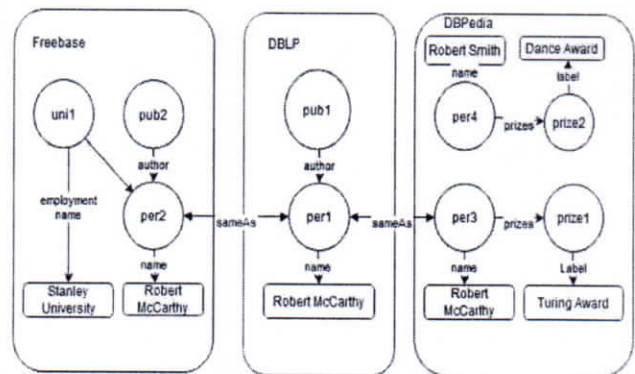 Freebase
DBLP
DBPedia
Robert Smith
Dance Award
name
label
uni1
pub2
pub1
per4
prizes
prize2
author
author
employment
name
per2
sameAs
per1
sameAs
per3
prizes
prize1
name
name
name
Label
Stanley
University
Robert
McCarthy
Robert McCarthy
Robert
McCarthy
Turing Award